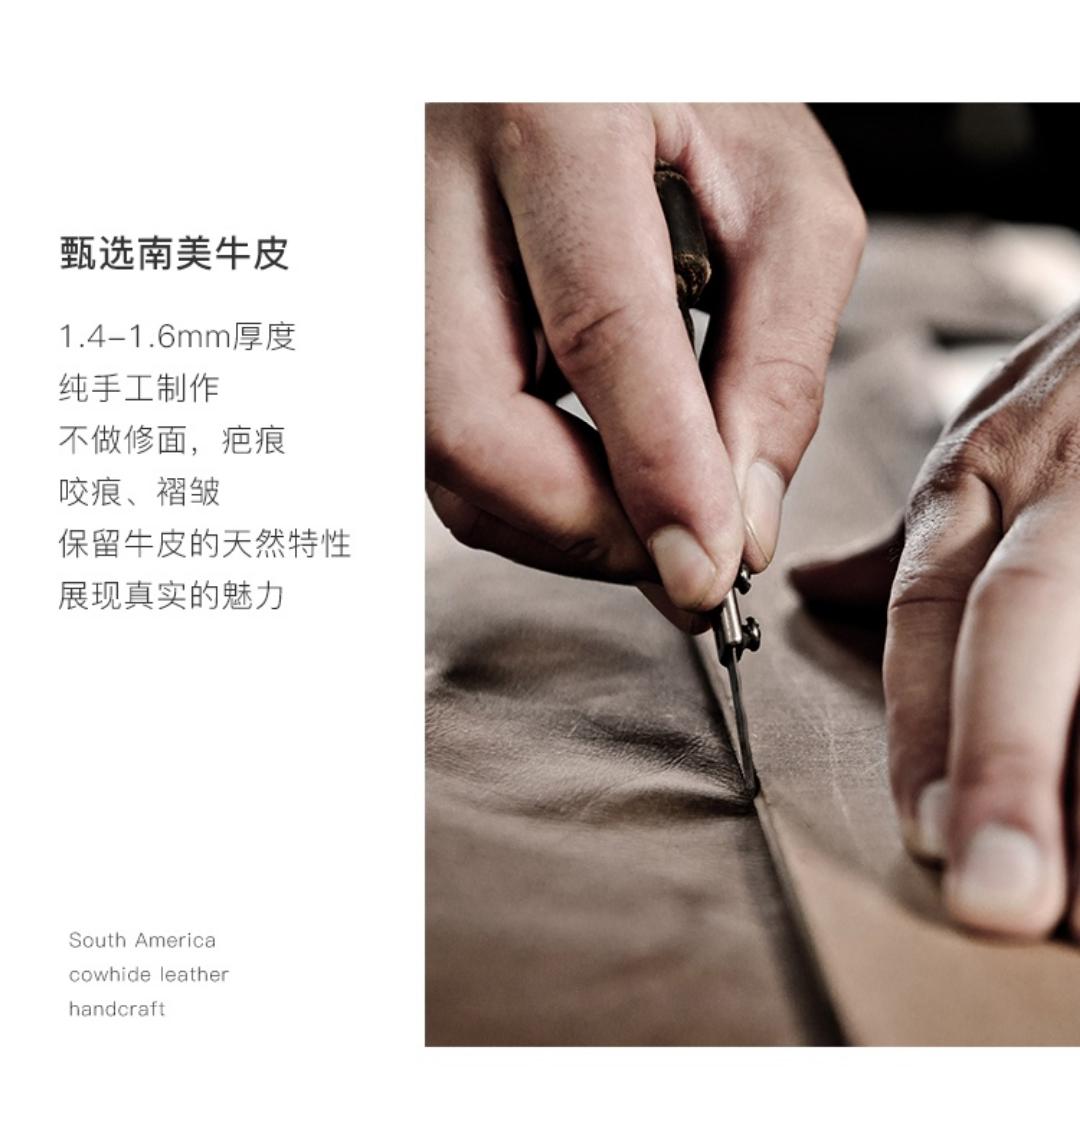 甄选南美牛皮
1.4–1.6mm厚度
纯手工制作
不做修面，疤痕
咬痕、褶皱
保留牛皮的天然特性
展现真实的魅力
South America
cowhide leather
handcraft